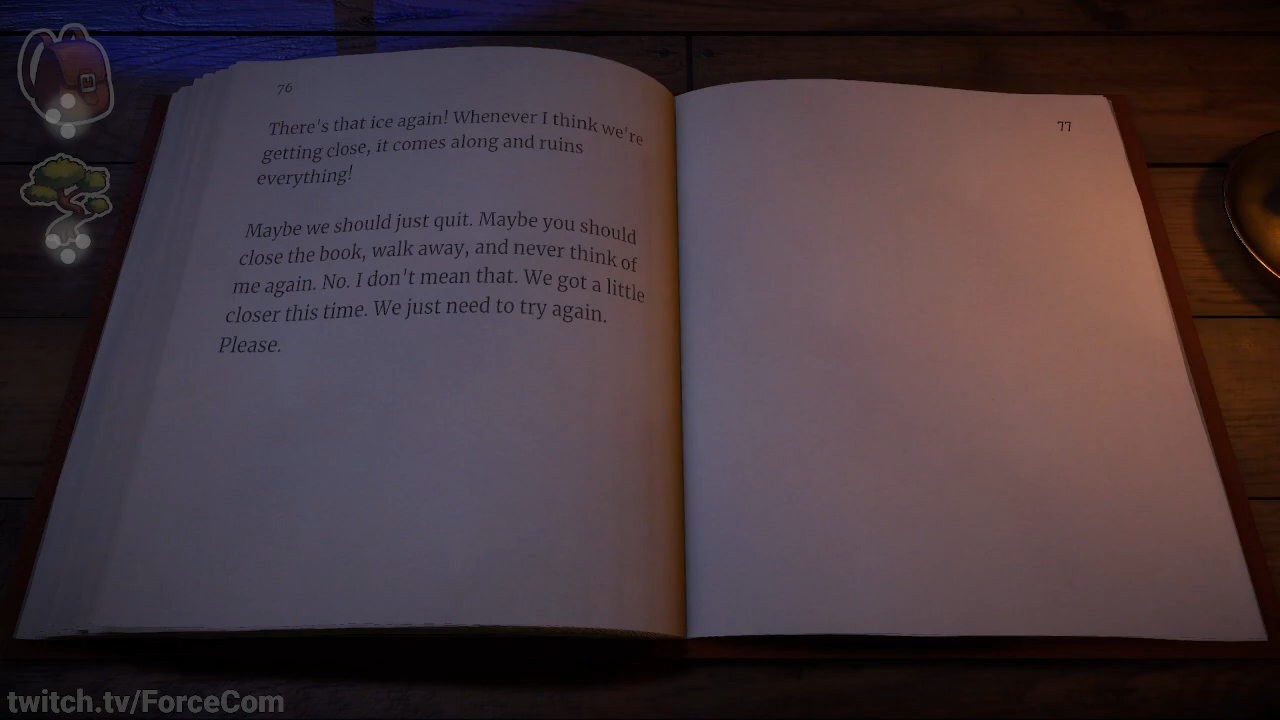 76
There's that ice again! Whenever I think we're
getting close, it comes along and ruins
everything!
Maybe we should just quit. Maybe you should
close the book, walk away, and never think of
me again. No. I don't mean that. We got a little
closer this time. We just need to try again.
Please.
77
twitch.tv/ForceCom